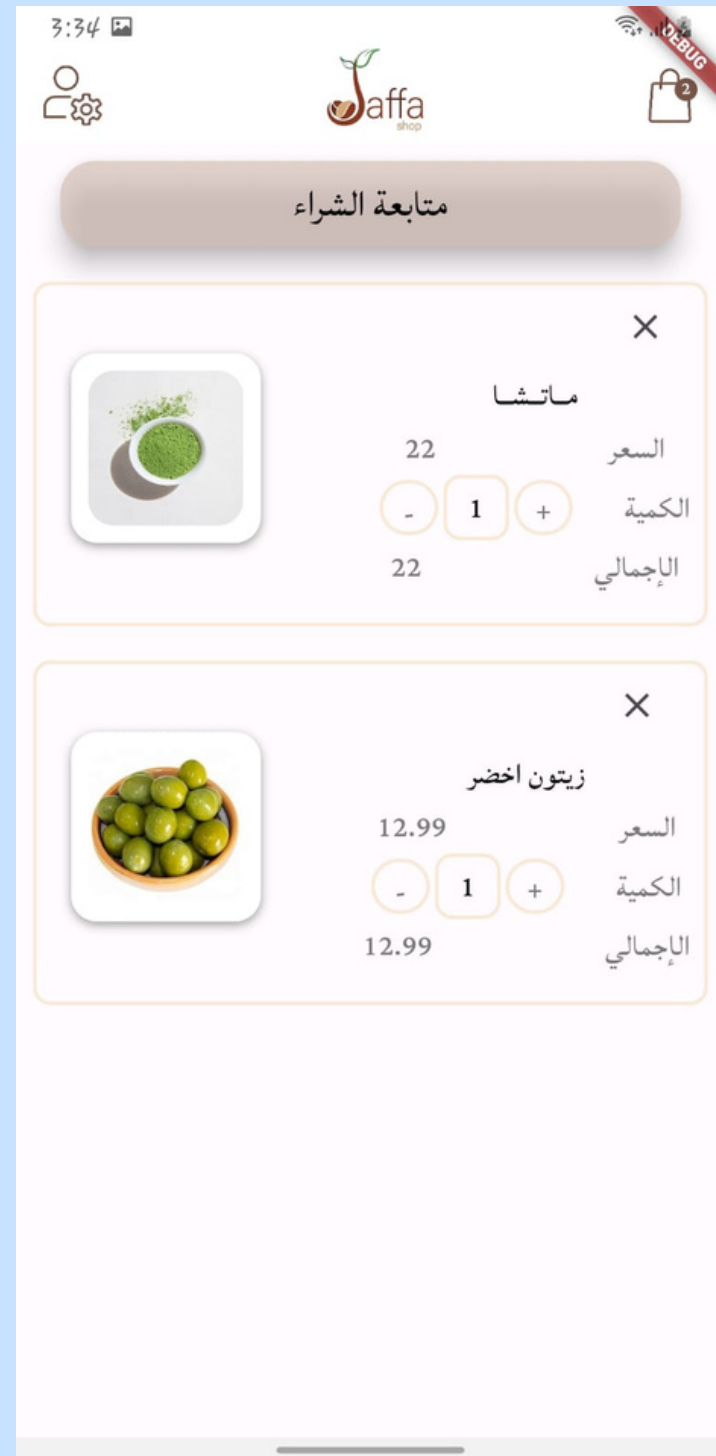 3:34
DEBUG
Jaffa
shop
2
متابعة الشراء
مـاتـشـا
السعر 22
الكمية + 1 -
الإجمالي 22
زيتون اخضر
السعر 12.99
الكمية + 1 -
الإجمالي 12.99